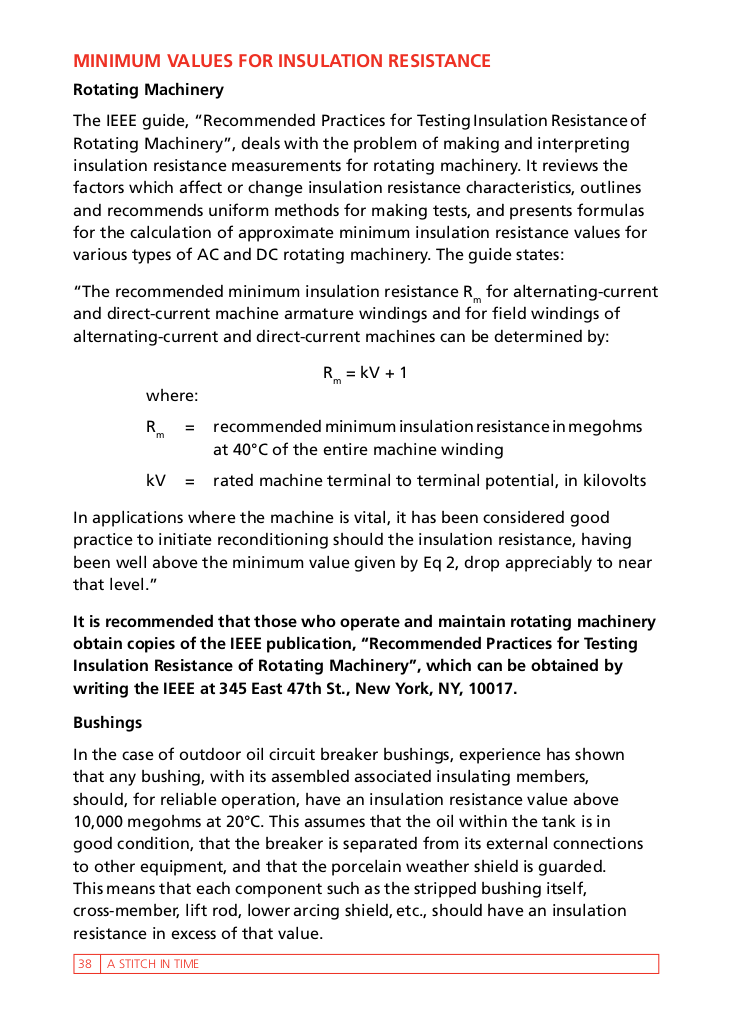 MINIMUM VALUES FOR INSULATION RESISTANCE
Rotating Machinery
The IEEE guide, “Recommended Practices for Testing Insulation Resistance of
Rotating Machinery”, deals with the problem of making and interpreting
insulation resistance measurements for rotating machinery. It reviews the
factors which affect or change insulation resistance characteristics, outlines
and recommends uniform methods for making tests, and presents formulas
for the calculation of approximate minimum insulation resistance values for
various types of AC and DC rotating machinery. The guide states:
“The recommended minimum insulation resistance Rm for alternating-current
and direct-current machine armature windings and for field windings of
alternating-current and direct-current machines can be determined by:
Rm = kV + 1
where:
Rm = recommended minimum insulation resistance in megohms
at 40°C of the entire machine winding
kV = rated machine terminal to terminal potential, in kilovolts
In applications where the machine is vital, it has been considered good
practice to initiate reconditioning should the insulation resistance, having
been well above the minimum value given by Eq 2, drop appreciably to near
that level.”
It is recommended that those who operate and maintain rotating machinery
obtain copies of the IEEE publication, “Recommended Practices for Testing
Insulation Resistance of Rotating Machinery”, which can be obtained by
writing the IEEE at 345 East 47th St., New York, NY, 10017.
Bushings
In the case of outdoor oil circuit breaker bushings, experience has shown
that any bushing, with its assembled associated insulating members,
should, for reliable operation, have an insulation resistance value above
10,000 megohms at 20°C. This assumes that the oil within the tank is in
good condition, that the breaker is separated from its external connections
to other equipment, and that the porcelain weather shield is guarded.
This means that each component such as the stripped bushing itself,
cross-member, lift rod, lower arcing shield, etc., should have an insulation
resistance in excess of that value.
38 A STITCH IN TIME